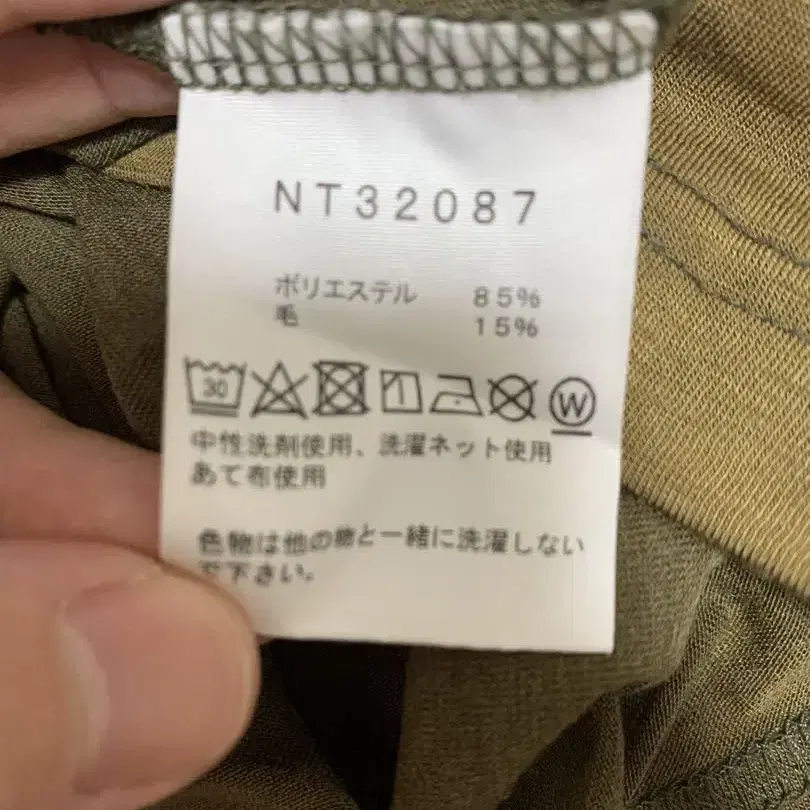 NT32087
ポリエステル 85%
毛 15%
30 W
中性洗剤使用、洗濯ネット使用
あて布使用
色物は他の物と一緒に洗濯しない
下さい。